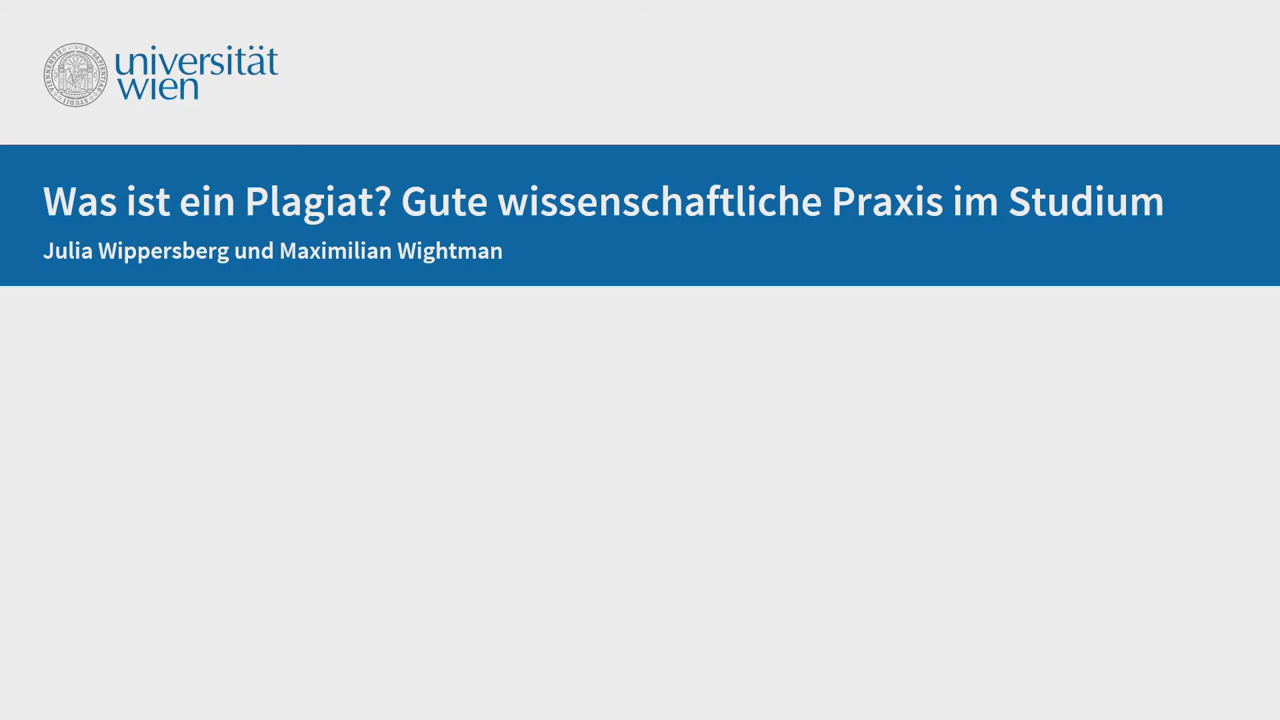 universität
wien
Was ist ein Plagiat? Gute wissenschaftliche Praxis im Studium
Julia Wippersberg und Maximilian Wightman